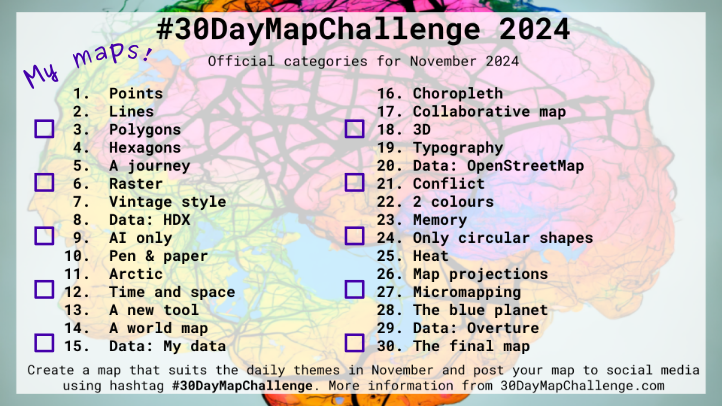 #30DayMapChallenge 2024
My maps!
Official categories for November 2024
1. Points
2. Lines
3. Polygons
4. Hexagons
5. A journey
6. Raster
7. Vintage style
8. Data: HDX
9. AI only
10. Pen & paper
11. Arctic
12. Time and space
13. A new tool
14. A world map
15. Data: My data
16. Choropleth
17. Collaborative map
18. 3D
19. Typography
20. Data: OpenStreetMap
21. Conflict
22. 2 colours
23. Memory
24. Only circular shapes
25. Heat
26. Map projections
27. Micromapping
28. The blue planet
29. Data: Overture
30. The final map
Create a map that suits the daily themes in November and post your map to social media
using hashtag #30DayMapChallenge. More information from 30DayMapChallenge.com